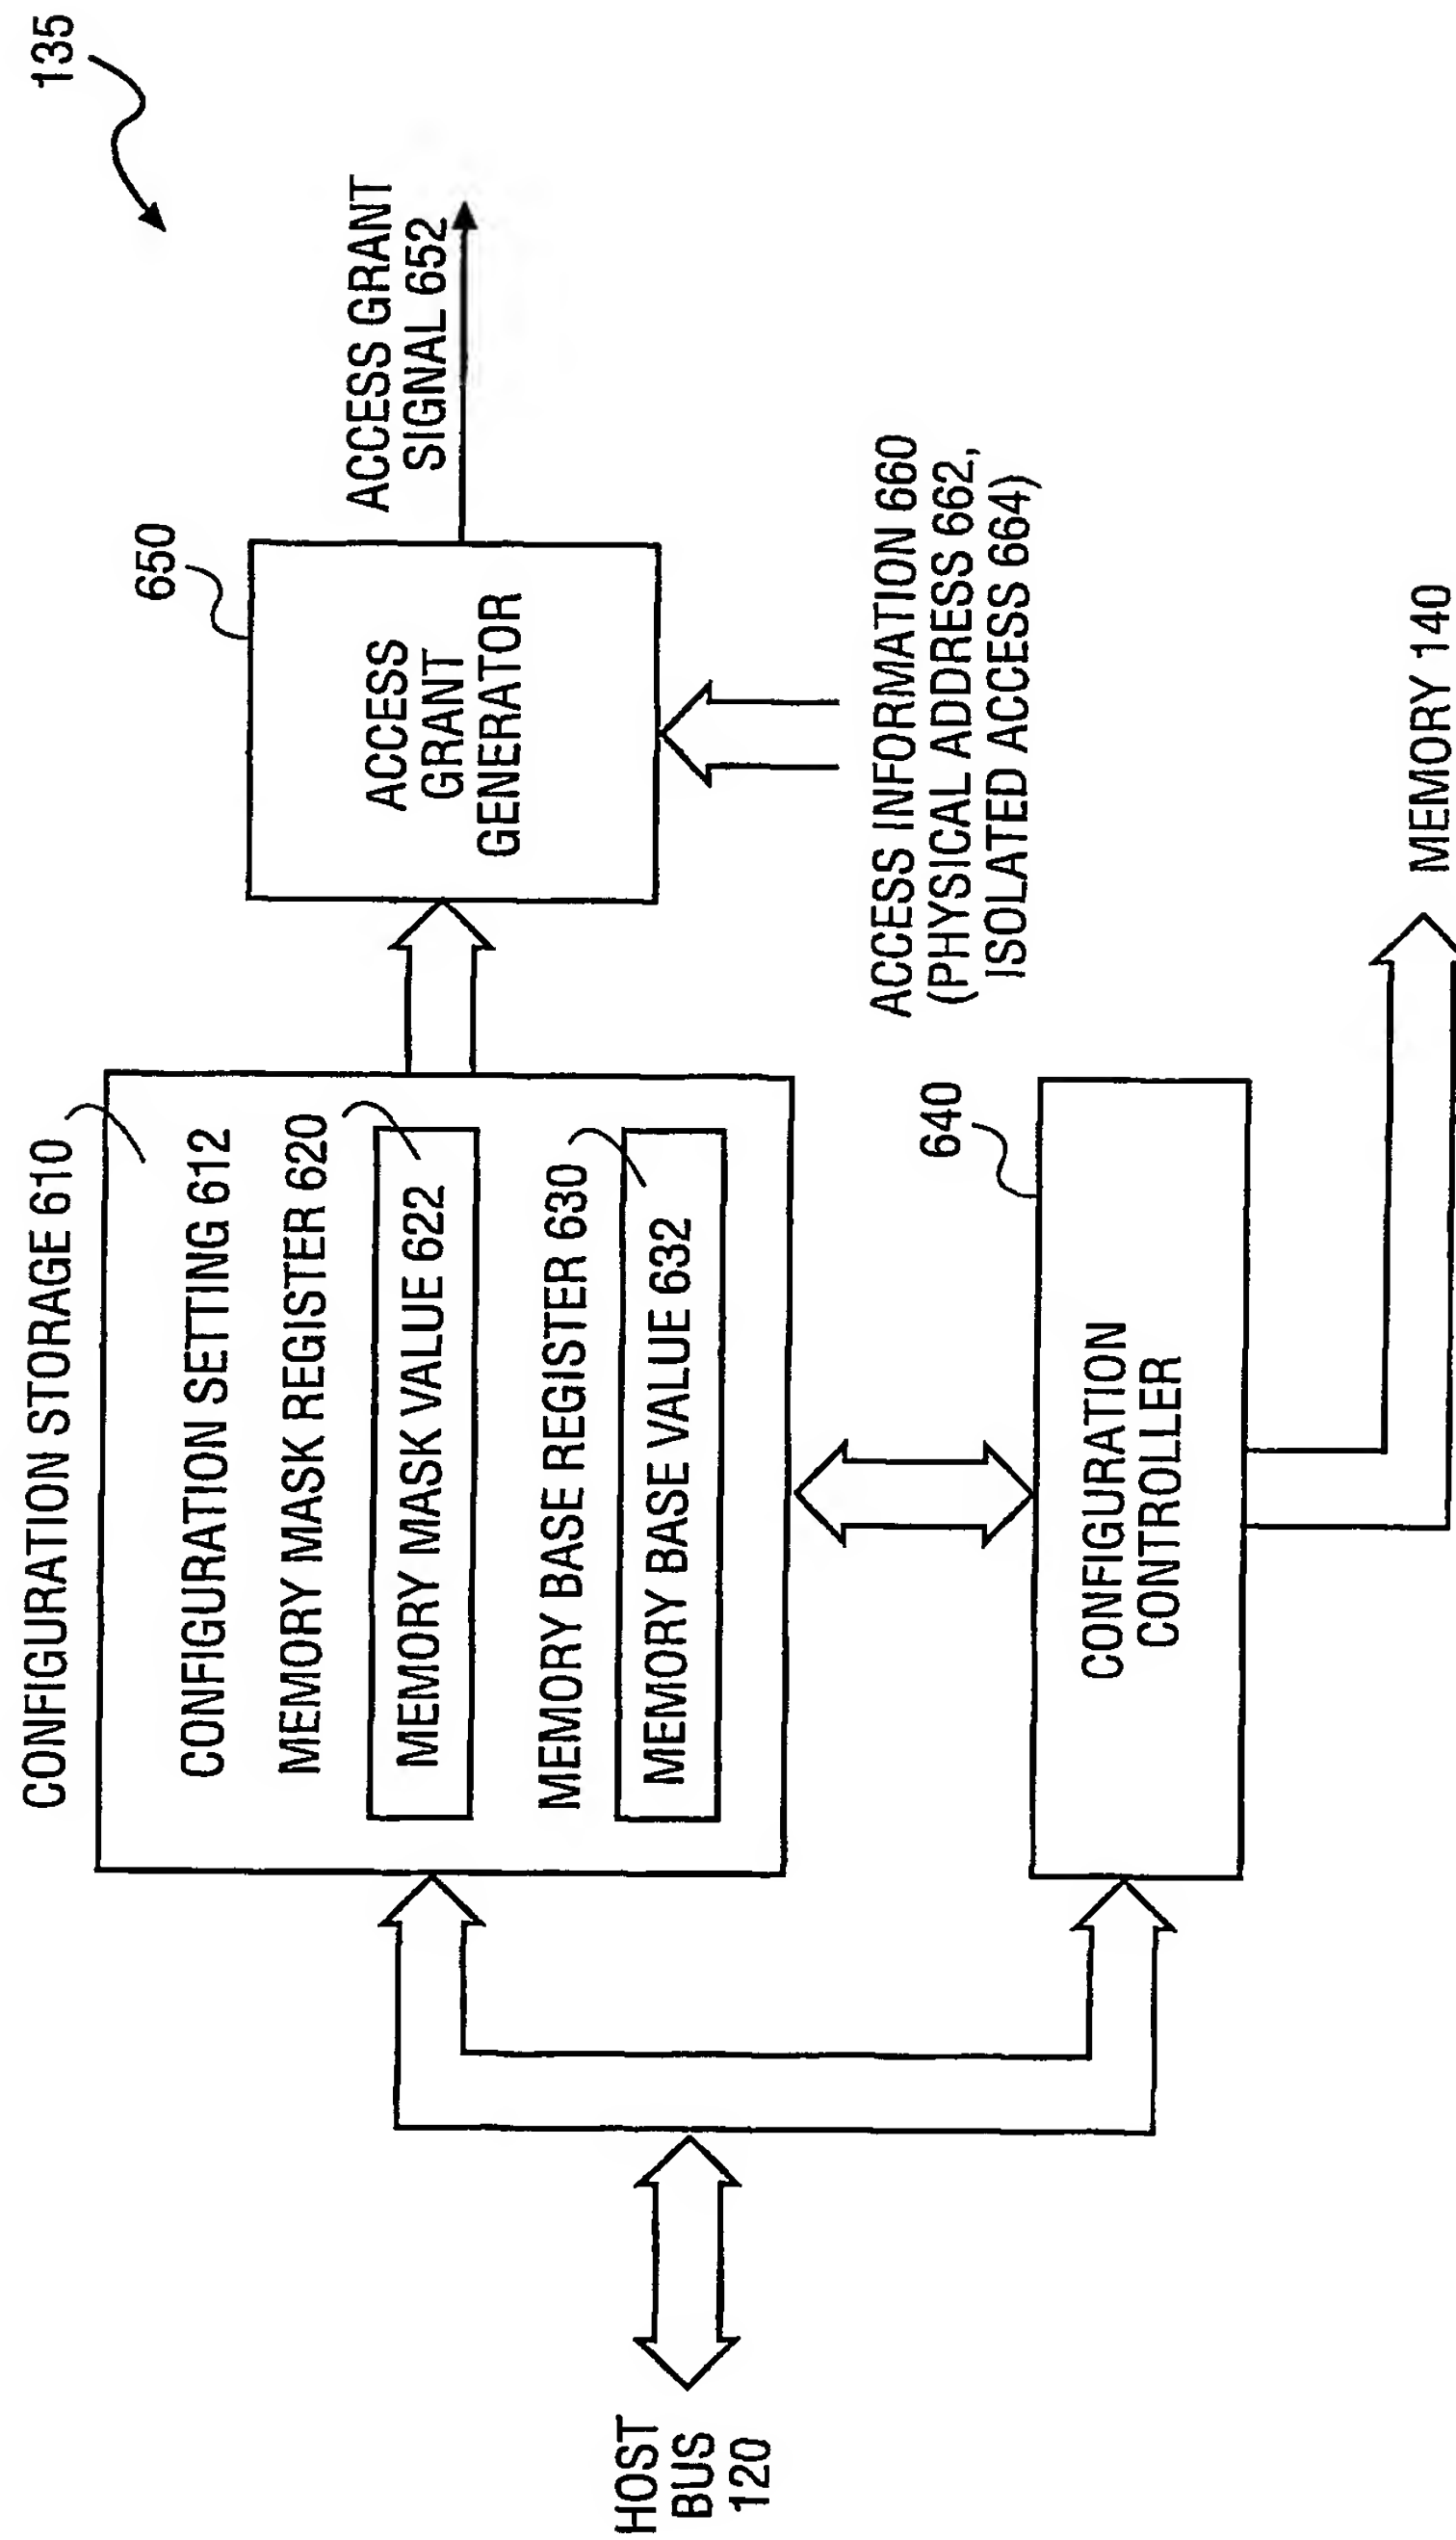 135
CONFIGURATION STORAGE 610
CONFIGURATION SETTING 612
MEMORY MASK REGISTER 620
MEMORY MASK VALUE 622
MEMORY BASE REGISTER 630
MEMORY BASE VALUE 632
650
ACCESS
GRANT
GENERATOR
ACCESS GRANT
SIGNAL 652
ACCESS INFORMATION 660
(PHYSICAL ADDRESS 662,
ISOLATED ACCESS 664)
HOST
BUS
120
640
CONFIGURATION
CONTROLLER
MEMORY 140